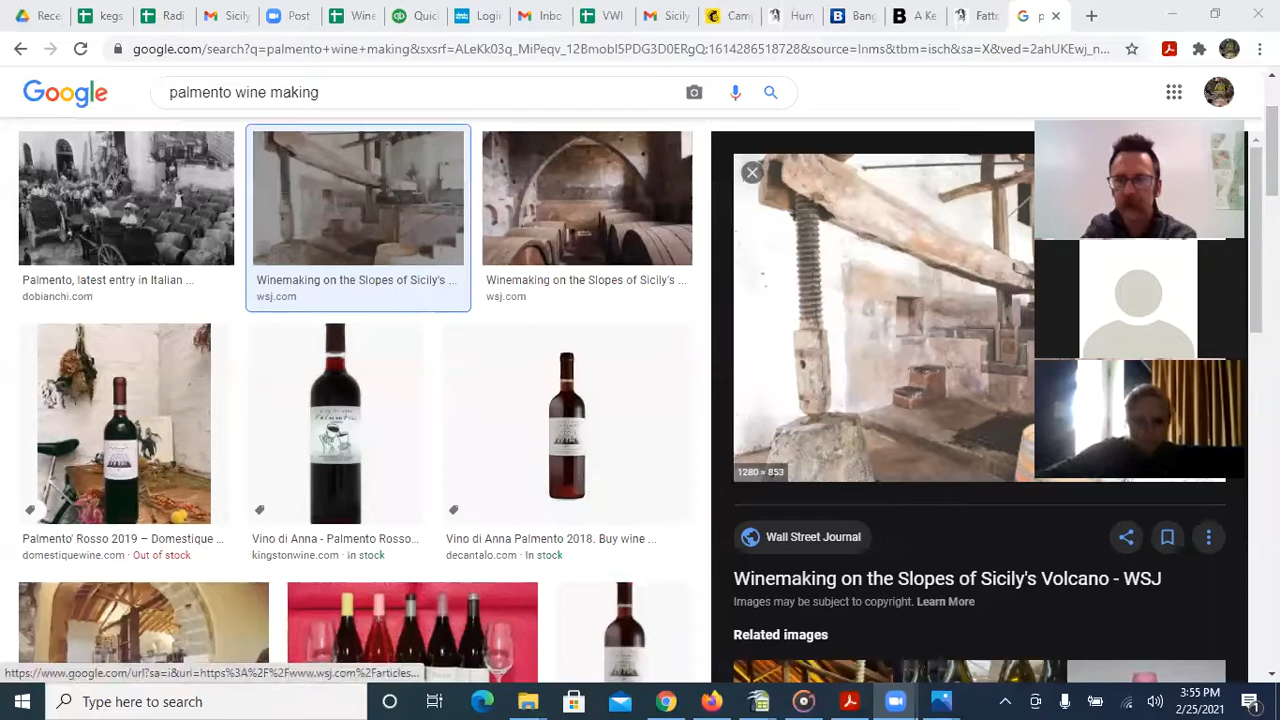 Rece
kegs
Radi
Sicily
Post
Wine
Quic
Login
Inbo
VWI
Sicily
Cam
Hum
Bang
A Ke
Fatto
p
google.com/search?q=palmento+wine+making&sxsrf=ALeKk03q_MiPeqv_12BmobI5PDG3D0ERgQ:1614286518728&source=lnms&tbm=isch&sa=X&ved=2ahUKEwj_n...
Google
palmento wine making
Palmento, latest entry in Italian ...
dobianchi.com
Winemaking on the Slopes of Sicily's ...
wsj.com
Winemaking on the Slopes of Sicily's ...
wsj.com
Palmento' Rosso 2019 – Domestique ...
domestiquewine.com · Out of stock
Vino di Anna - Palmento Rosso...
kingstonwine.com · In stock
Vino di Anna Palmento 2018. Buy wine ...
decantalo.com · In stock
1280 × 853
Wall Street Journal
Winemaking on the Slopes of Sicily's Volcano - WSJ
Images may be subject to copyright. Learn More
Related images
https://www.google.com/url?sa=i&url=https%3A%2F%2Fwww.wsj.com%2Farticles...
Type here to search
3:55 PM
2/25/2021
1